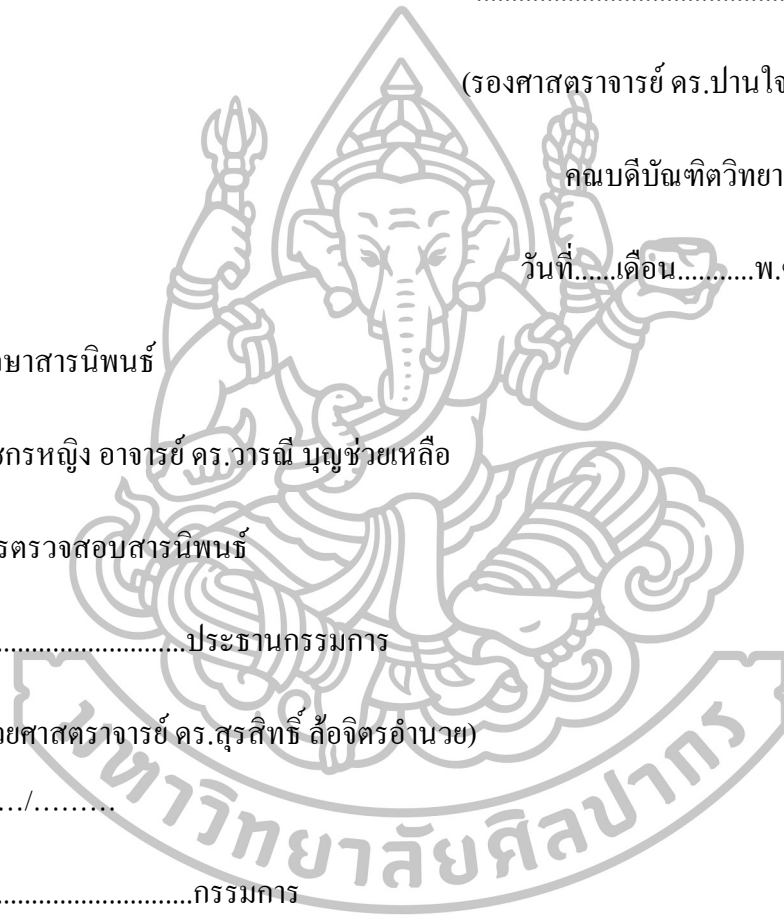 ........................................
(รองศาสตราจารย์ ดร.ปานใจ
คณบดีบัณฑิตวิทยา
วันที่......เดือน...........พ.
ษาสารนิพนธ์
กรหญิง อาจารย์ ดร.วารณี บุญช่วยเหลือ
รตรวจสอบสารนิพนธ์
............................ประธานกรรมการ
ยศาสตราจารย์ ดร.สุรสิทธิ์ ล้อจิตรอำนวย)
.../.........
............................กรรมการ
มหาวิทยาลัยศิลปากร